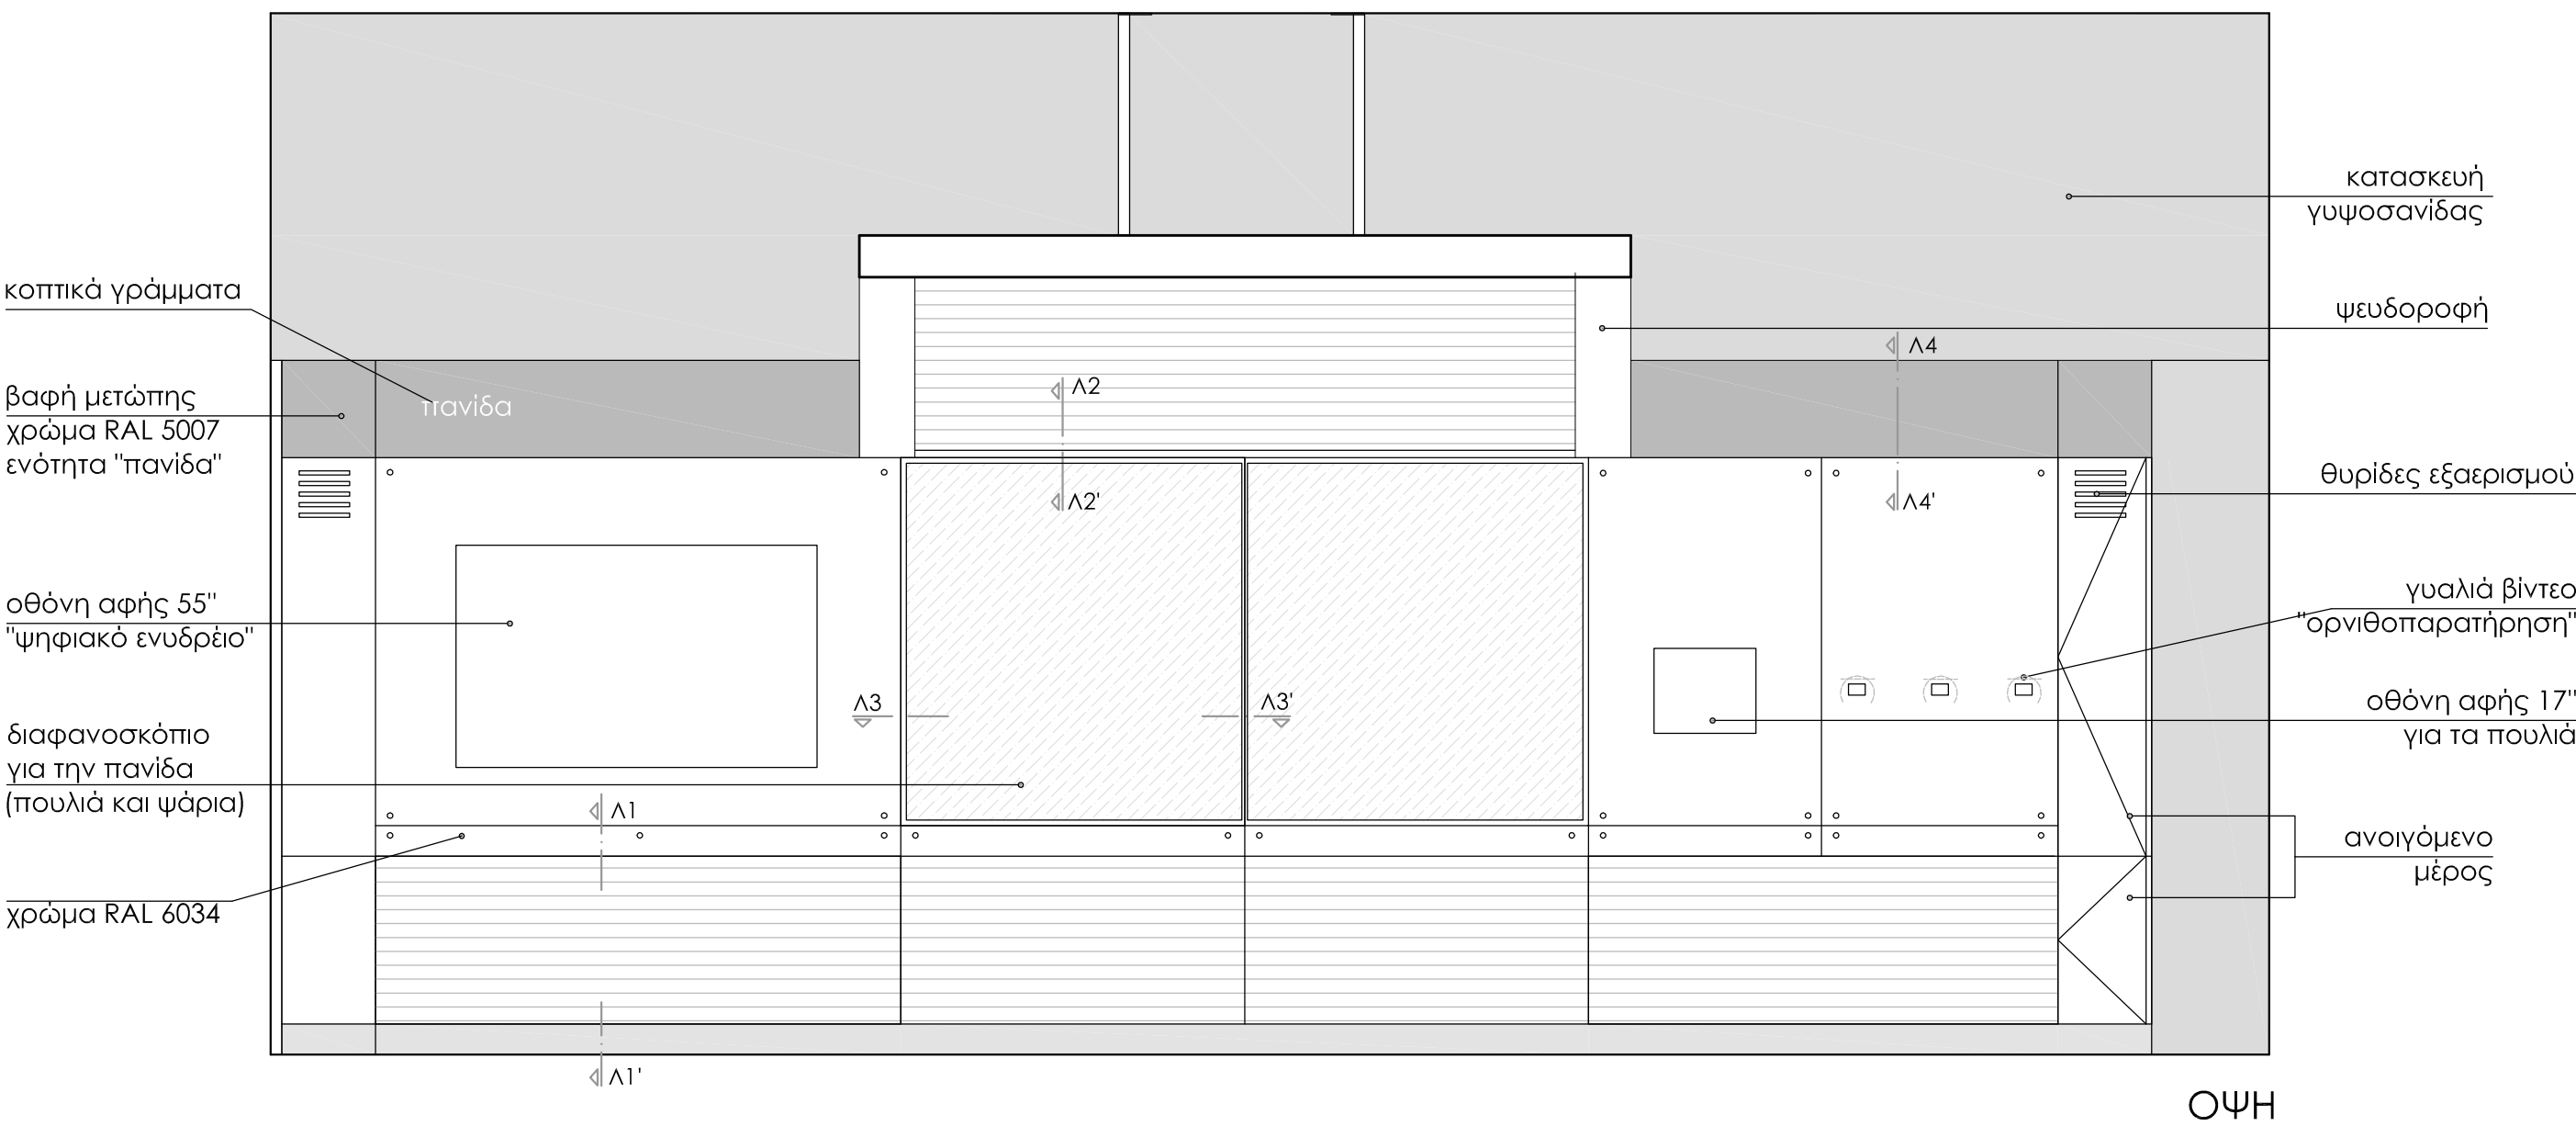 κοπτικά γράμματα
βαφή μετώπης
χρώμα RAL 5007
ενότητα "πανίδα"
οθόνη αφής 55"
"ψηφιακό ενυδρείο"
διαφανοσκόπιο
για την πανίδα
(πουλιά και ψάρια)
χρώμα RAL 6034
πανίδα
Λ2
Λ2'
Λ3
Λ3'
Λ1
Λ1'
Λ4
Λ4'
κατασκευή
γυψοσανίδας
ψευδοροφή
θυρίδες εξαερισμού
γυαλιά βίντεο
"ορνιθοπαρατήρηση"
οθόνη αφής 17"
για τα πουλιά
ανοιγόμενο
μέρος
ΟΨΗ